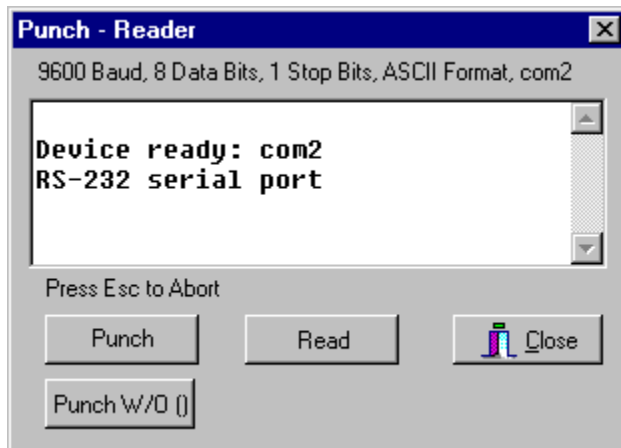 Punch - Reader
9600 Baud, 8 Data Bits, 1 Stop Bits, ASCII Format, com2
Device ready: com2
RS-232 serial port
Press Esc to Abort
Punch
Read
Close
Punch W/O ()